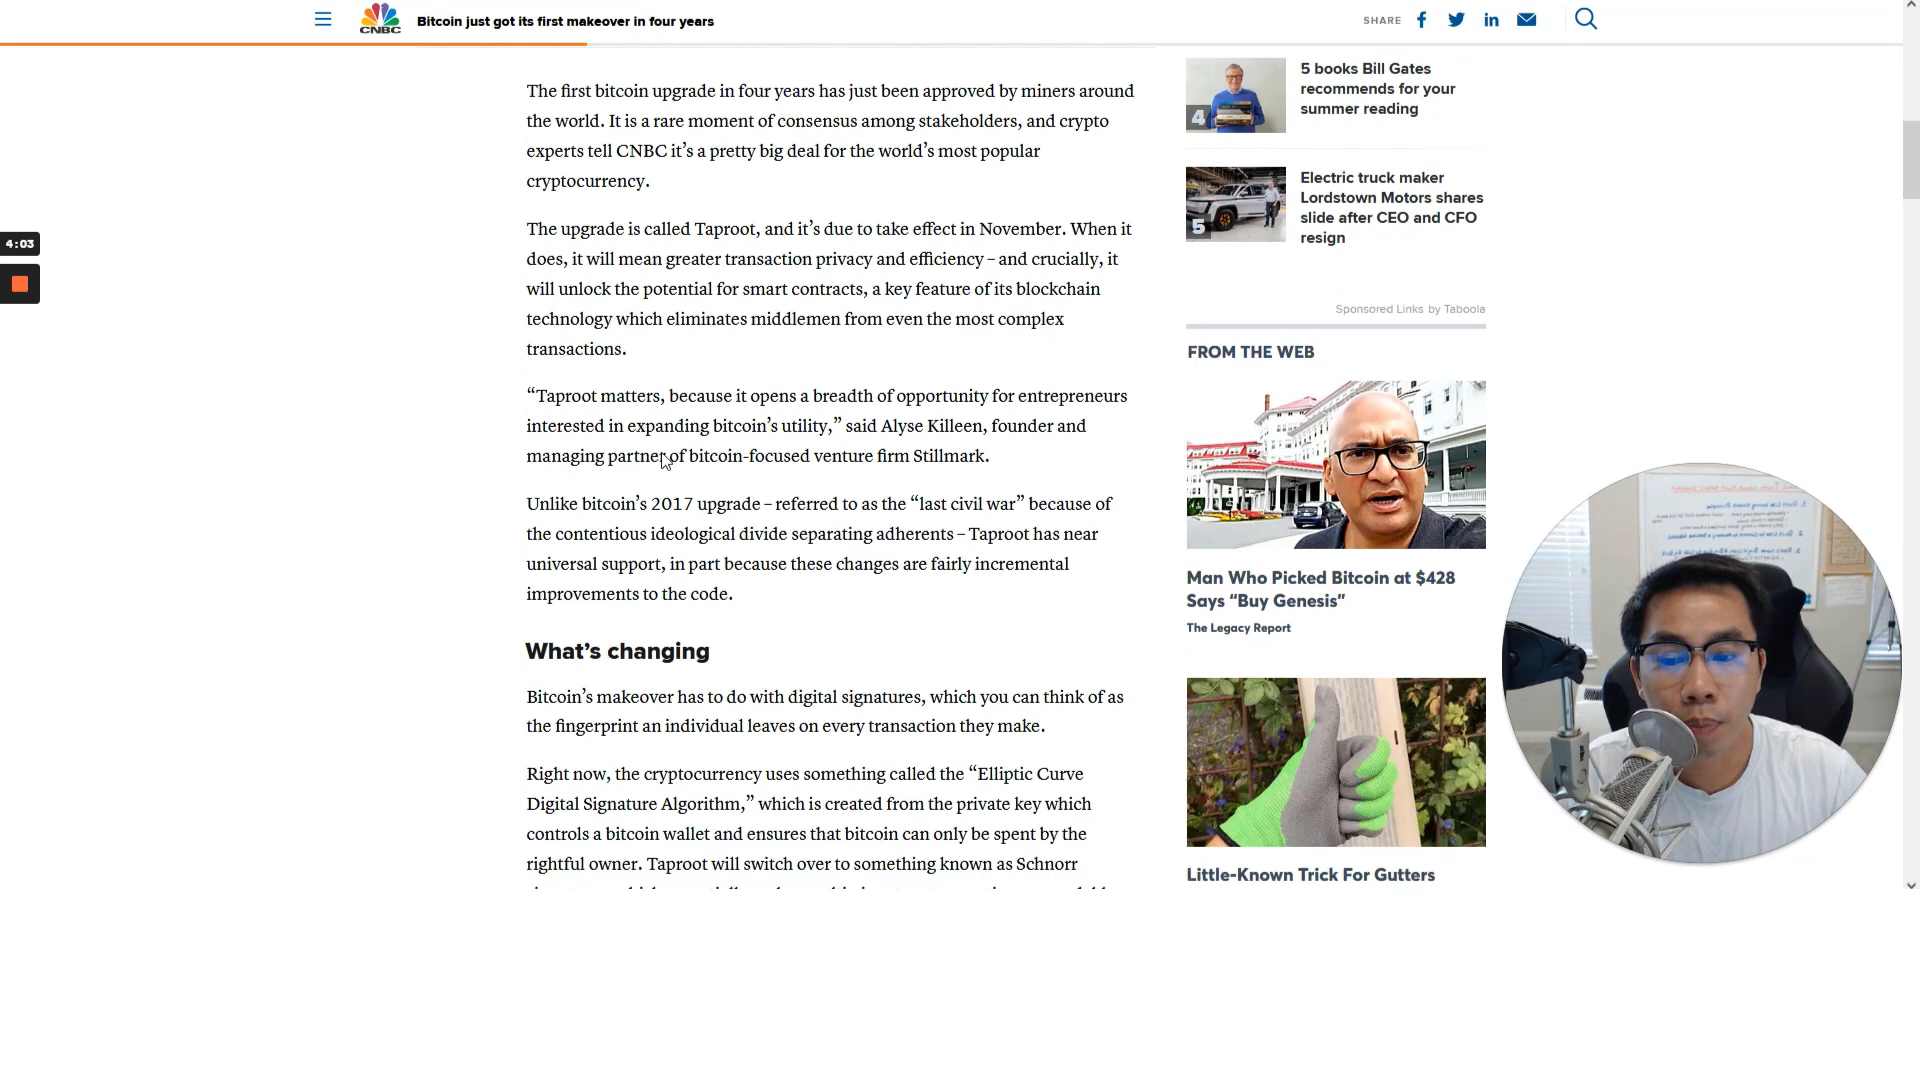 CNBC
Bitcoin just got its first makeover in four years
SHARE
The first bitcoin upgrade in four years has just been approved by miners around
the world. It is a rare moment of consensus among stakeholders, and crypto
experts tell CNBC it’s a pretty big deal for the world’s most popular
cryptocurrency.
The upgrade is called Taproot, and it’s due to take effect in November. When it
does, it will mean greater transaction privacy and efficiency – and crucially, it
will unlock the potential for smart contracts, a key feature of its blockchain
technology which eliminates middlemen from even the most complex
transactions.
“Taproot matters, because it opens a breadth of opportunity for entrepreneurs
interested in expanding bitcoin’s utility,” said Alyse Killeen, founder and
managing partner of bitcoin-focused venture firm Stillmark.
Unlike bitcoin’s 2017 upgrade – referred to as the “last civil war” because of
the contentious ideological divide separating adherents – Taproot has near
universal support, in part because these changes are fairly incremental
improvements to the code.
What’s changing
Bitcoin’s makeover has to do with digital signatures, which you can think of as
the fingerprint an individual leaves on every transaction they make.
Right now, the cryptocurrency uses something called the “Elliptic Curve
Digital Signature Algorithm,” which is created from the private key which
controls a bitcoin wallet and ensures that bitcoin can only be spent by the
rightful owner. Taproot will switch over to something known as Schnorr
4:03
4
5 books Bill Gates
recommends for your
summer reading
5
Electric truck maker
Lordstown Motors shares
slide after CEO and CFO
resign
Sponsored Links by Taboola
FROM THE WEB
Man Who Picked Bitcoin at $428
Says “Buy Genesis”
The Legacy Report
Little-Known Trick For Gutters